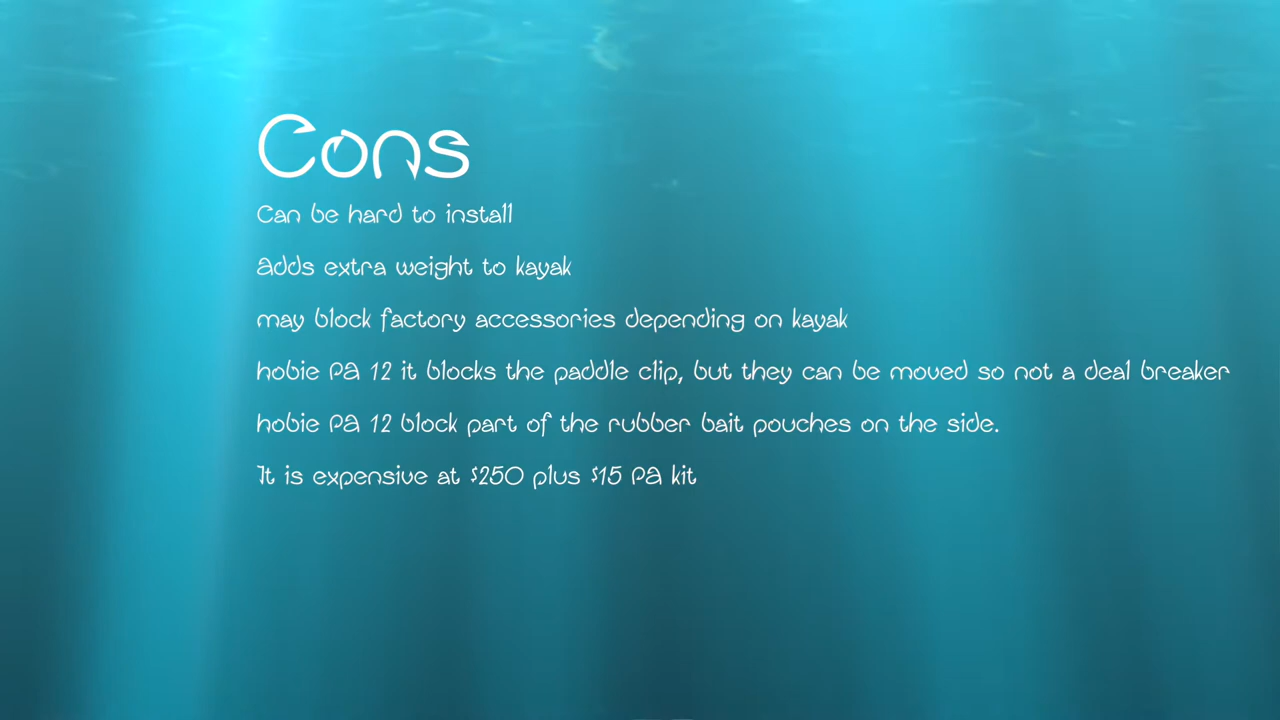 Cons
Can be hard to install
Adds extra weight to kayak
may block factory accessories depending on kayak
hobie PA 12 it blocks the paddle clip, but they can be moved so not a deal breaker
hobie PA 12 block part of the rubber bait pouches on the side.
It is expensive at $250 plus $15 PA kit